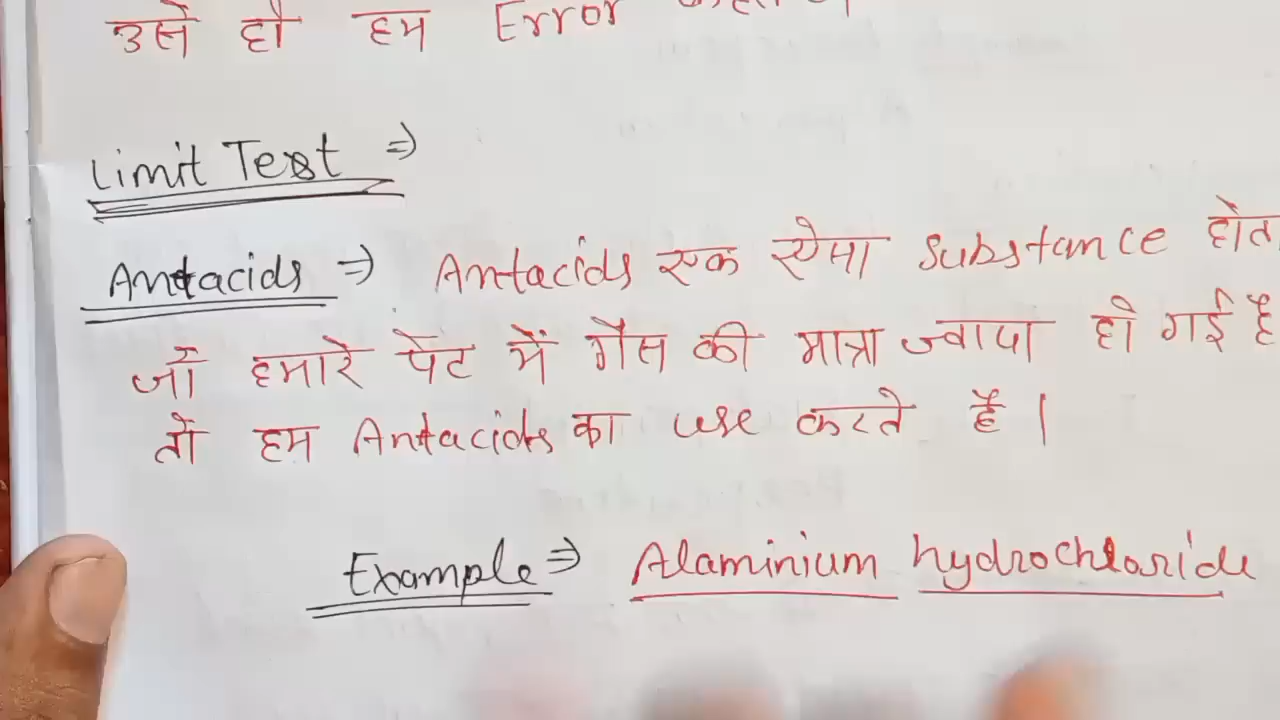 उसे ही हम Error
Limit Test ⇒
Antacids ⇒ Antacids एक ऐसा substance होत
जो हमारे पेट में गैस की मात्रा ज्यादा हो गई है
तो हम Antacids का use करते है।
Example ⇒ Alaminium hydrochloride